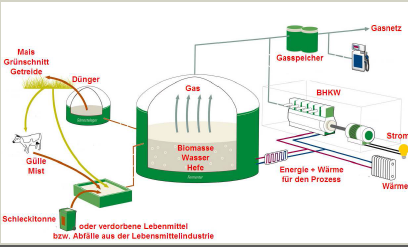 Mais
Grünschnitt
Getreide
Dünger
Gas
Gasspeicher
Gasnetz
BHKW
Biomasse
Wasser
Hefe
Strom
Gülle
Mist
Energie + Wärme
für den Prozess
Wärme
Schleckitonne
oder verdorbene Lebenmittel
bzw. Abfälle aus der Lebensmittelindustrie